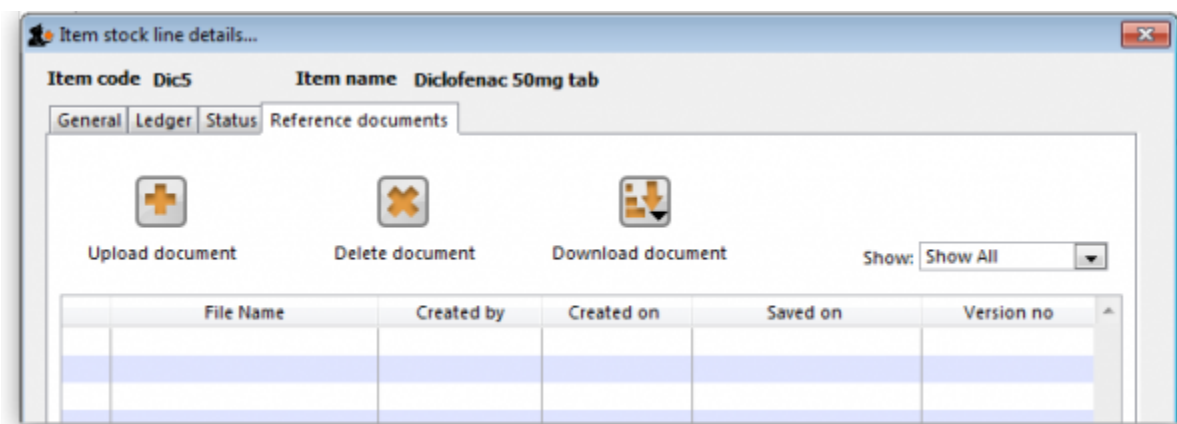 Item stock line details...
Item code Dic5 Item name Diclofenac 50mg tab
General Ledger Status Reference documents
Upload document Delete document Download document Show: Show All
File Name Created by Created on Saved on Version no